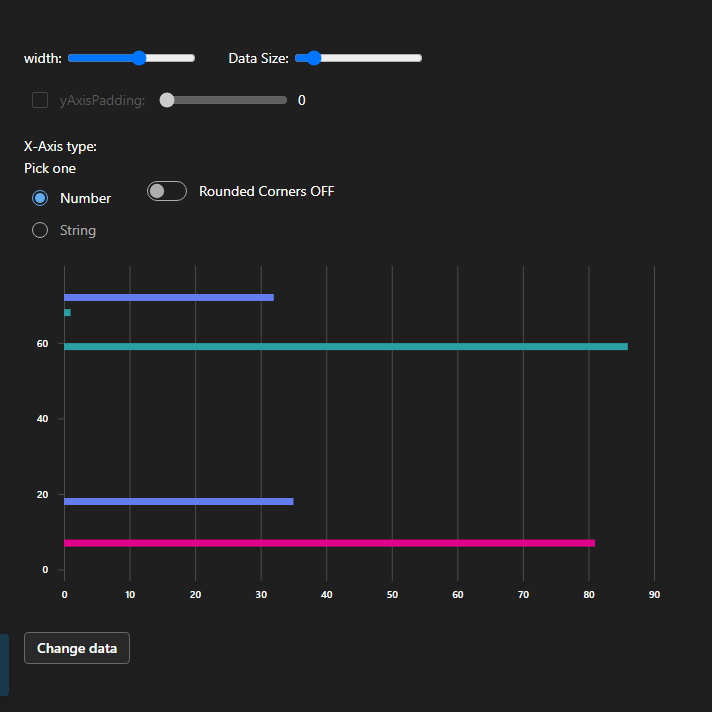 width: Data Size:
yAxisPadding: 0
X-Axis type:
Pick one
Number
Rounded Corners OFF
String
60
40
20
0
0 10 20 30 40 50 60 70 80 90
Change data